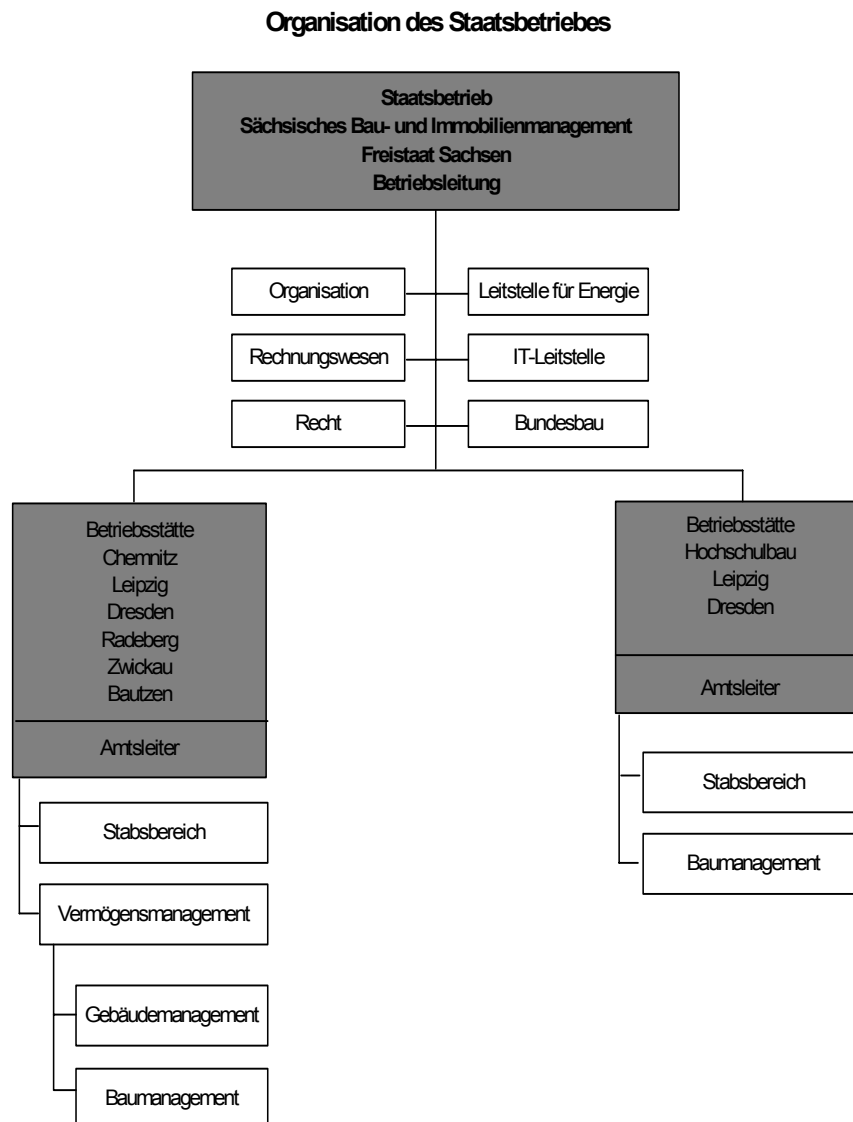 Organisation des Staatsbetriebes
Staatsbetrieb
Sächsisches Bau- und Immobilienmanagement
Freistaat Sachsen
Betriebsleitung
Organisation
Leitstelle für Energie
Rechnungswesen
IT-Leitstelle
Recht
Bundesbau
Betriebsstätte
Chemnitz
Leipzig
Dresden
Radeberg
Zwickau
Bautzen
Amtsleiter
Stabsbereich
Vermögensmanagement
Gebäudemanagement
Baumanagement
Betriebsstätte
Hochschulbau
Leipzig
Dresden
Amtsleiter
Stabsbereich
Baumanagement